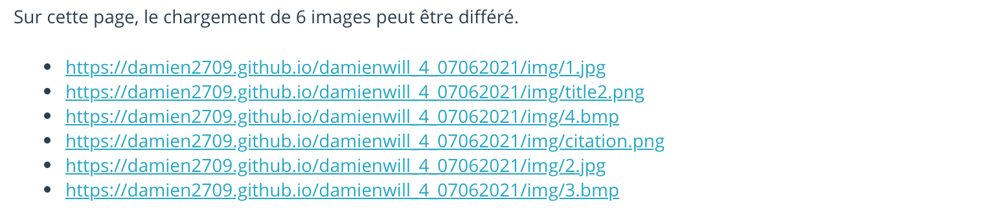 Sur cette page, le chargement de 6 images peut être différé.
https://damien2709.github.io/damienwill_4_07062021/img/1.jpg
https://damien2709.github.io/damienwill_4_07062021/img/title2.png
https://damien2709.github.io/damienwill_4_07062021/img/4.bmp
https://damien2709.github.io/damienwill_4_07062021/img/citation.png
https://damien2709.github.io/damienwill_4_07062021/img/2.jpg
https://damien2709.github.io/damienwill_4_07062021/img/3.bmp